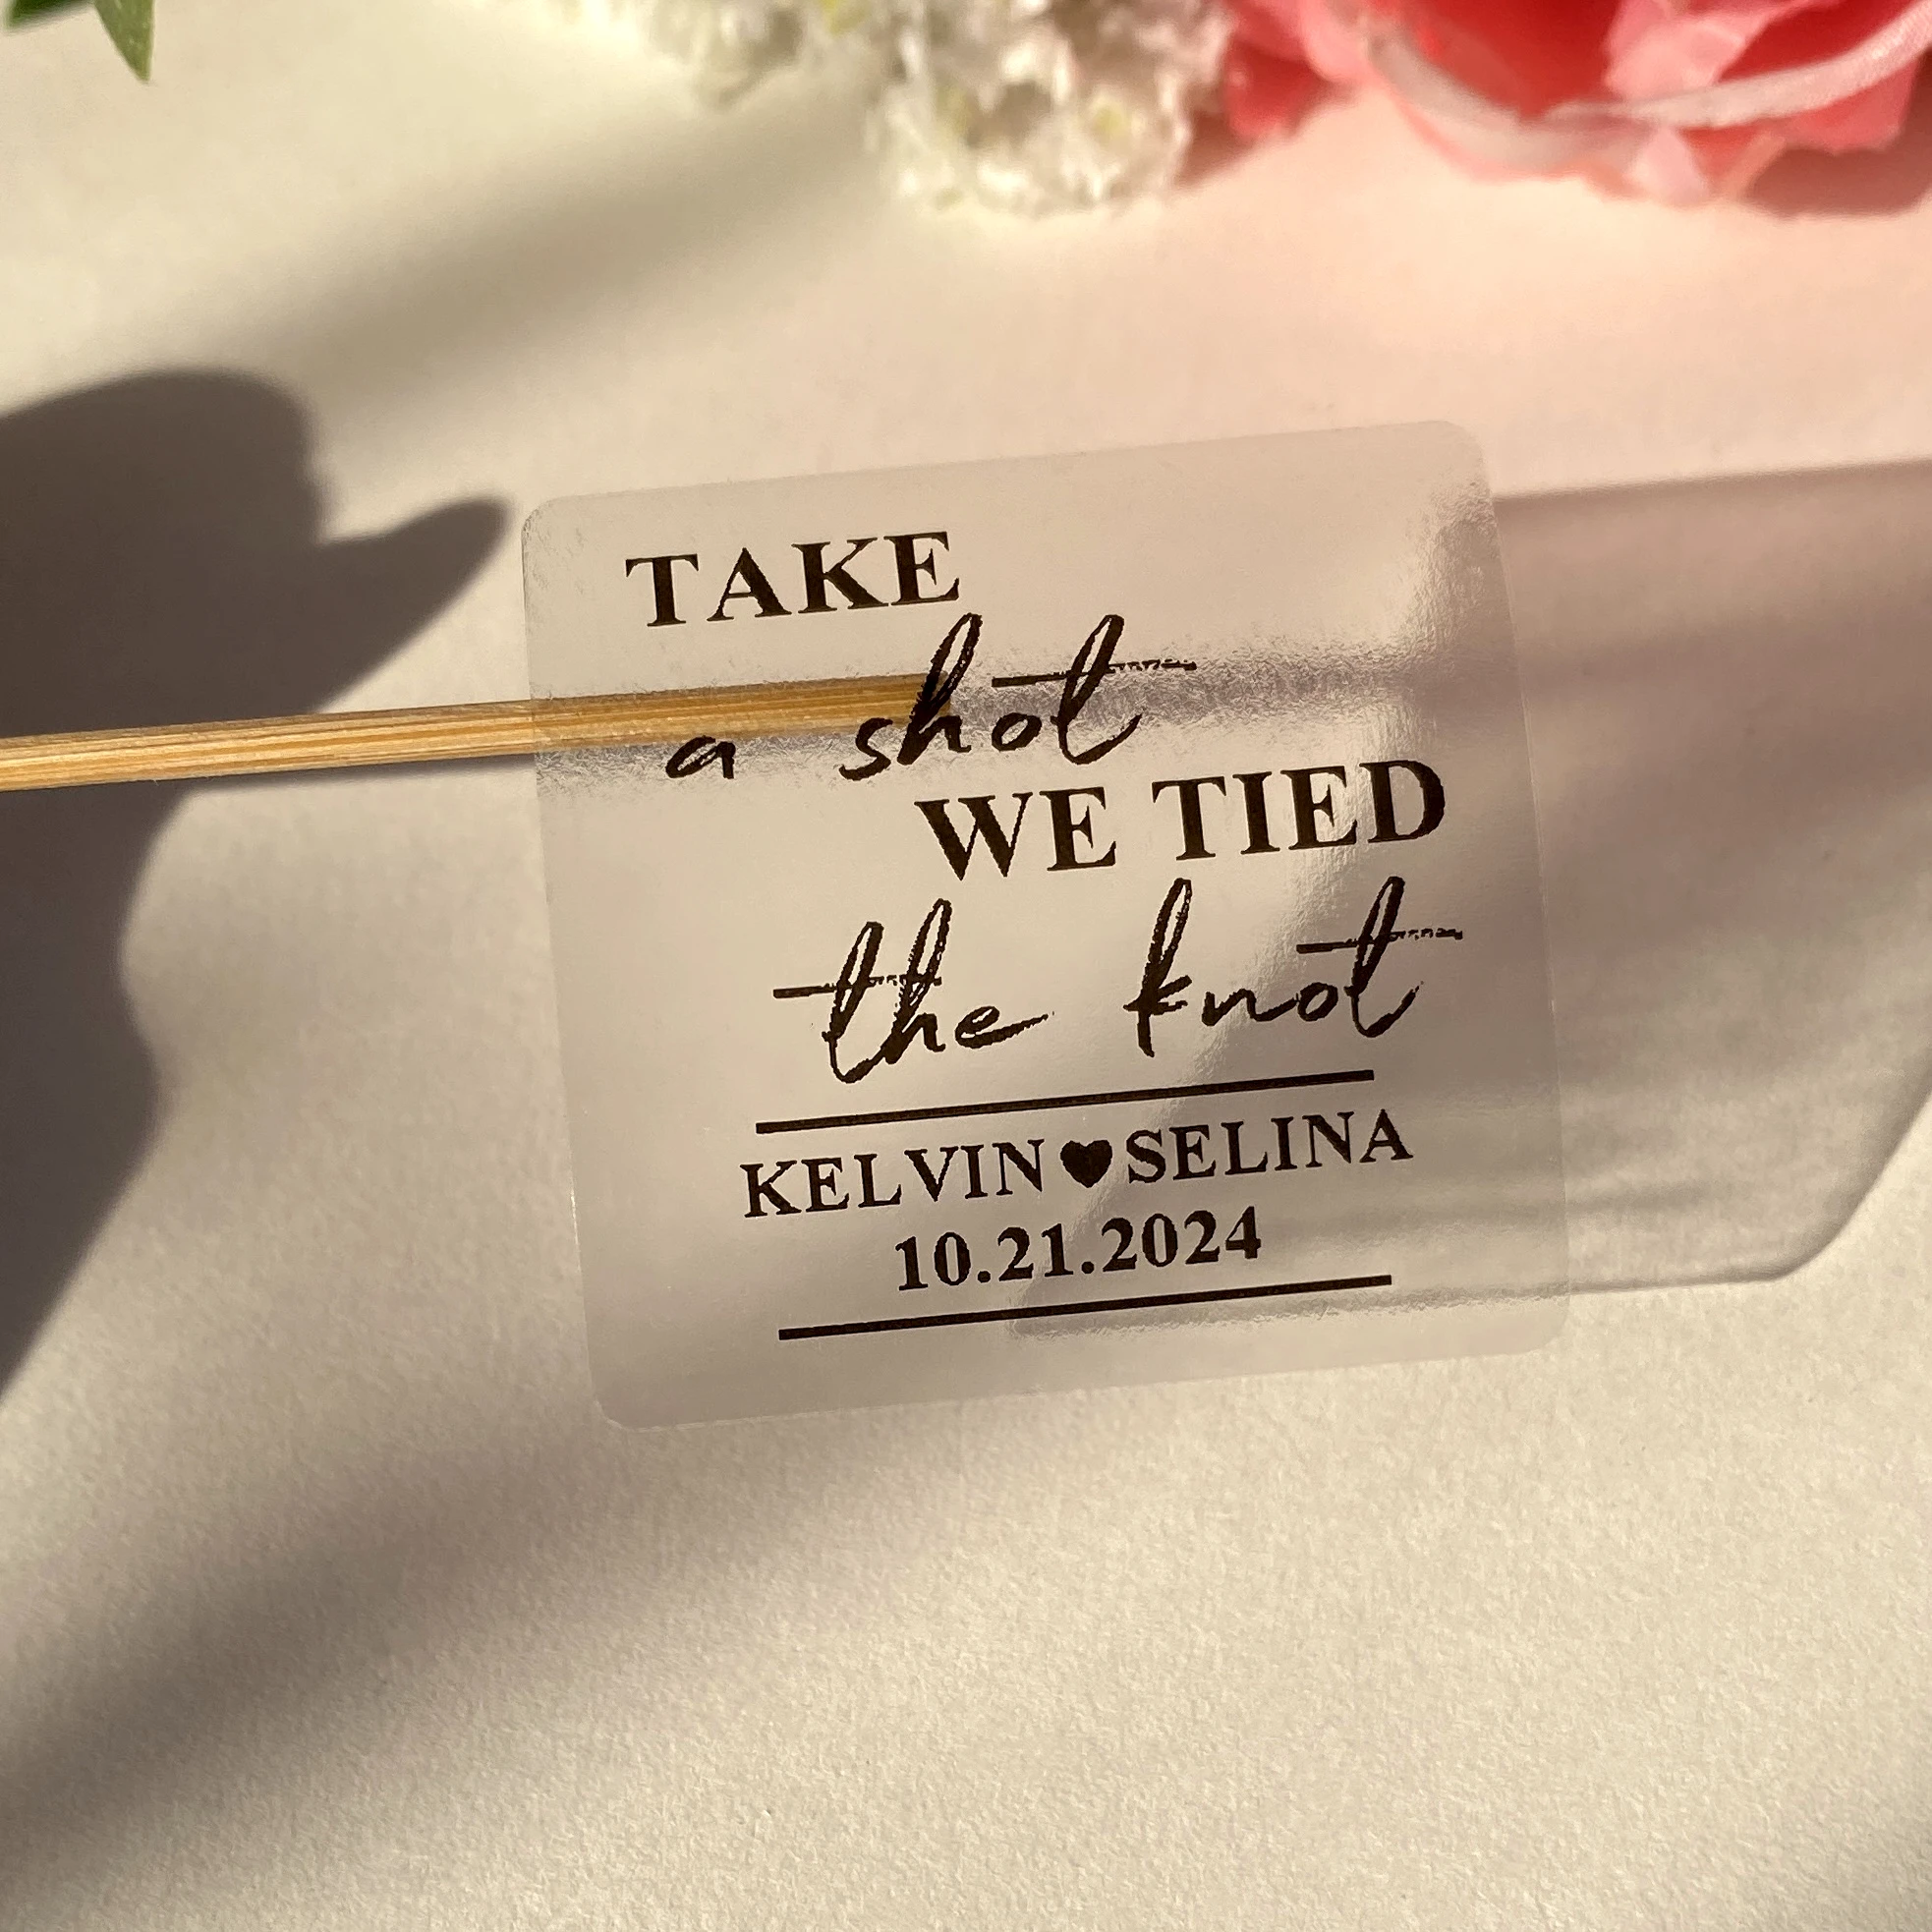 TAKE
a shot
WE TIED
the knot
KELVIN♥SELINA
10.21.2024